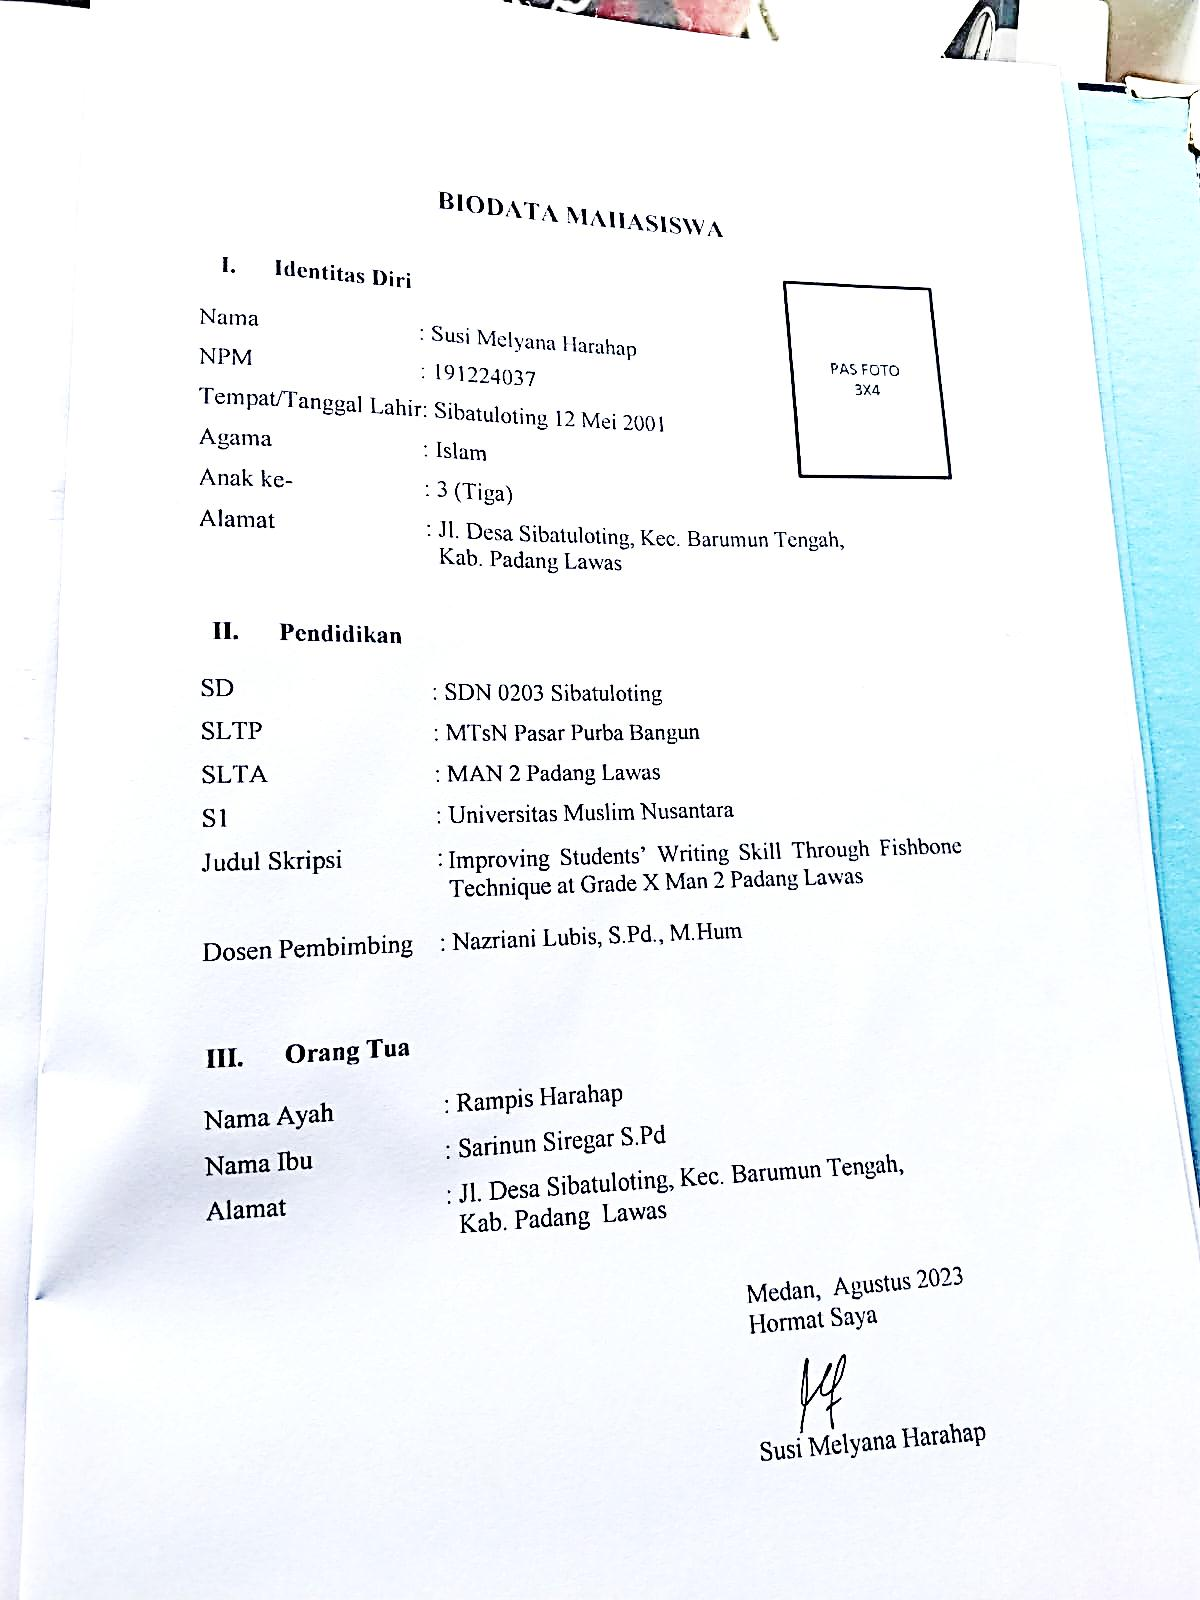 BIODATA MAHASISWA
I. Identitas Diri
Nama : Susi Melyana Harahap
NPM : 191224037
Tempat/Tanggal Lahir: Sibatuloting 12 Mei 2001
Agama : Islam
Anak ke- : 3 (Tiga)
Alamat : Jl. Desa Sibatuloting, Kec. Barumun Tengah,
Kab. Padang Lawas
PAS FOTO
3X4
II. Pendidikan
SD : SDN 0203 Sibatuloting
SLTP : MTsN Pasar Purba Bangun
SLTA : MAN 2 Padang Lawas
S1 : Universitas Muslim Nusantara
Judul Skripsi : Improving Students' Writing Skill Through Fishbone
Technique at Grade X Man 2 Padang Lawas
Dosen Pembimbing : Nazriani Lubis, S.Pd., M.Hum
III. Orang Tua
Nama Ayah : Rampis Harahap
Nama Ibu : Sarinun Siregar S.Pd
Alamat : Jl. Desa Sibatuloting, Kec. Barumun Tengah,
Kab. Padang Lawas
Medan, Agustus 2023
Hormat Saya
Susi Melyana Harahap